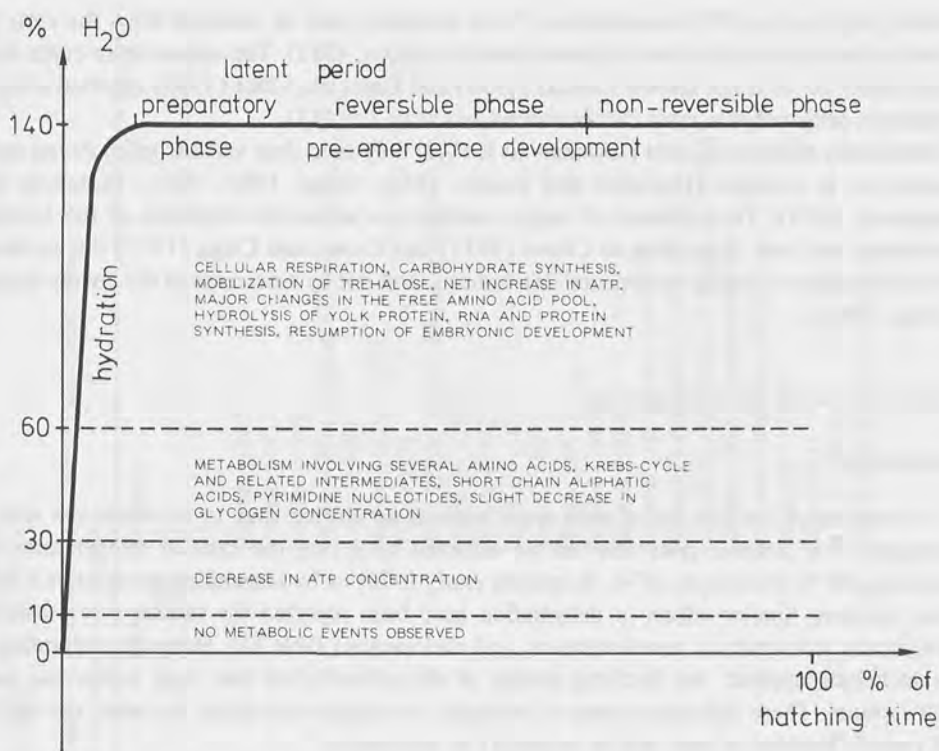 % H₂O
latent period
preparatory reversible phase non-reversible phase
140
phase pre-emergence development
hydration
CELLULAR RESPIRATION, CARBOHYDRATE SYNTHESIS,
MOBILIZATION OF TREHALOSE, NET INCREASE IN ATP,
MAJOR CHANGES IN THE FREE AMINO ACID POOL,
HYDROLYSIS OF YOLK PROTEIN, RNA AND PROTEIN
SYNTHESIS, RESUMPTION OF EMBRYONIC DEVELOPMENT
60
METABOLISM INVOLVING SEVERAL AMINO ACIDS, KREBS-CYCLE
AND RELATED INTERMEDIATES, SHORT CHAIN ALIPHATIC
ACIDS, PYRIMIDINE NUCLEOTIDES, SLIGHT DECREASE IN
GLYCOGEN CONCENTRATION
30
DECREASE IN ATP CONCENTRATION
10
NO METABOLIC EVENTS OBSERVED
0
100 % of
hatching time